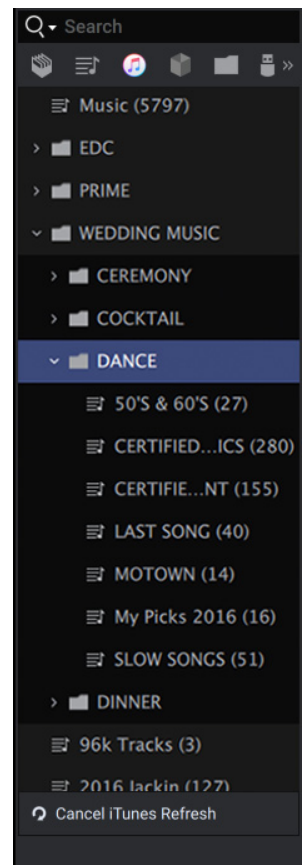 Search
Music (5797)
EDC
PRIME
WEDDING MUSIC
CEREMONY
COCKTAIL
DANCE
50'S & 60'S (27)
CERTIFIED...ICS (280)
CERTIFIE...NT (155)
LAST SONG (40)
MOTOWN (14)
My Picks 2016 (16)
SLOW SONGS (51)
DINNER
96k Tracks (3)
2016 Jackin (127)
Cancel iTunes Refresh